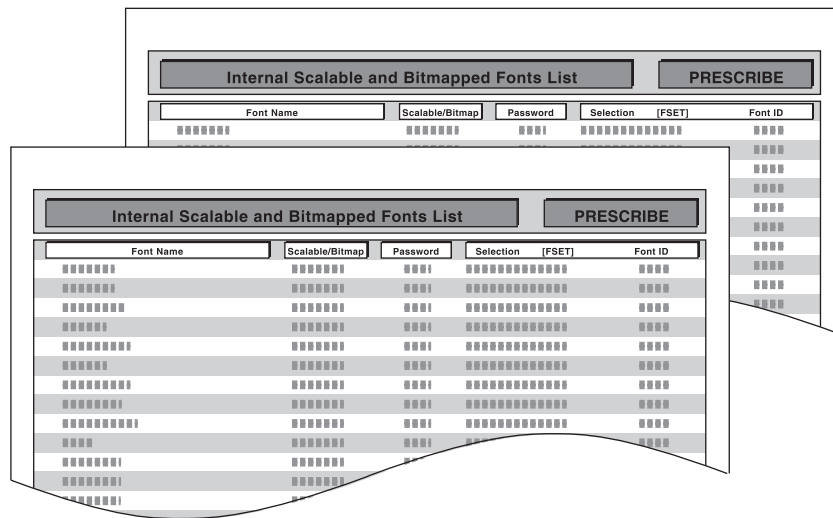 Internal Scalable and Bitmapped Fonts List PRESCRIBE
Font Name Scalable/Bitmap Password Selection [FSET] Font ID
Internal Scalable and Bitmapped Fonts List PRESCRIBE
Font Name Scalable/Bitmap Password Selection [FSET] Font ID